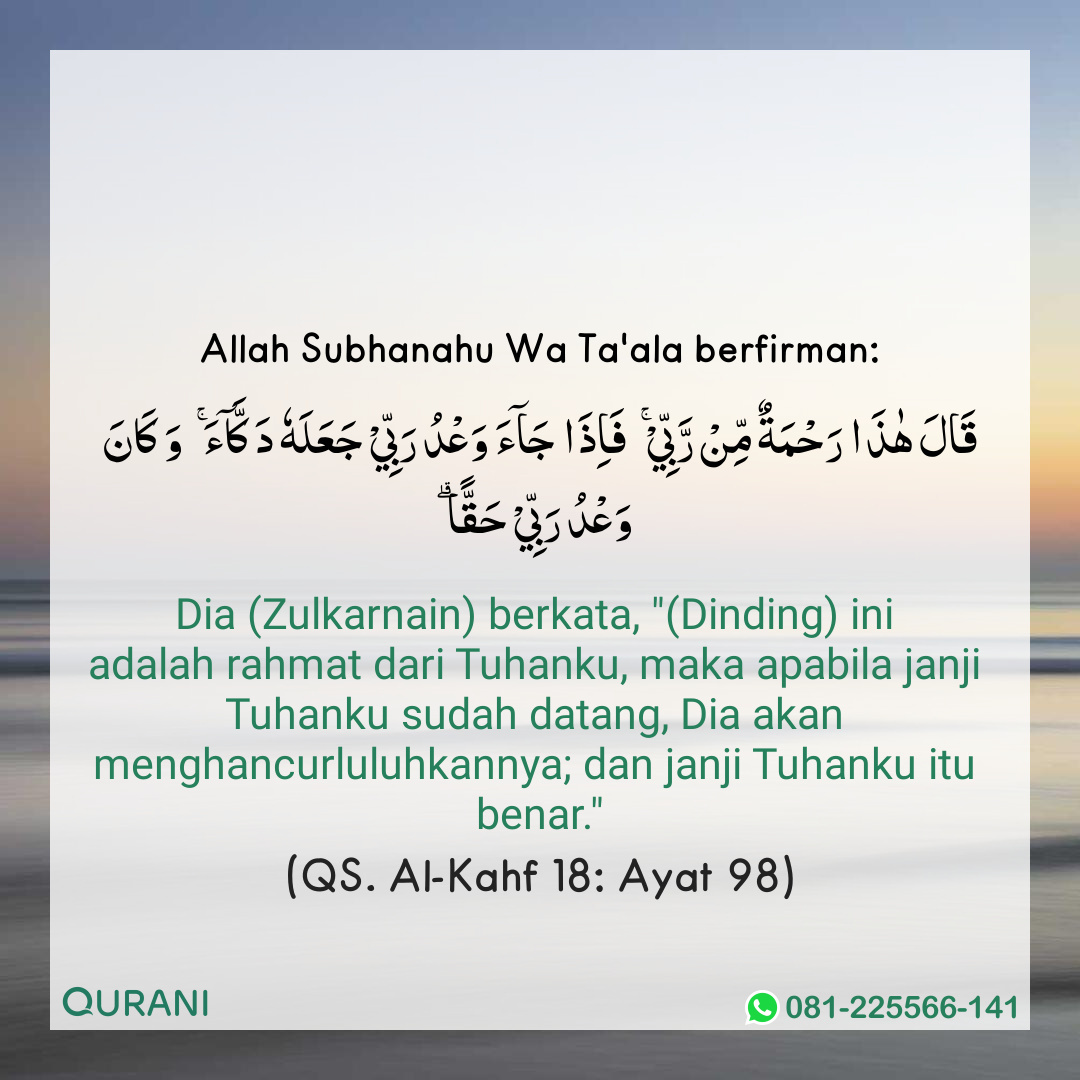 Allah Subhanahu Wa Ta'ala berfirman:
قَالَ هٰذَا رَحْمَةٌ مِّنْ رَّبِّيْۚ فَاِذَا جَآءَ وَعْدُ رَبِّيْ جَعَلَهٗ دَكَّآءَۚ وَكَانَ
وَعْدُ رَبِّيْ حَقًّاۗ
Dia (Zulkarnain) berkata, "(Dinding) ini
adalah rahmat dari Tuhanku, maka apabila janji
Tuhanku sudah datang, Dia akan
menghancurluluhkannya; dan janji Tuhanku itu
benar."
(QS. Al-Kahf 18: Ayat 98)
QURANI
081-225566-141